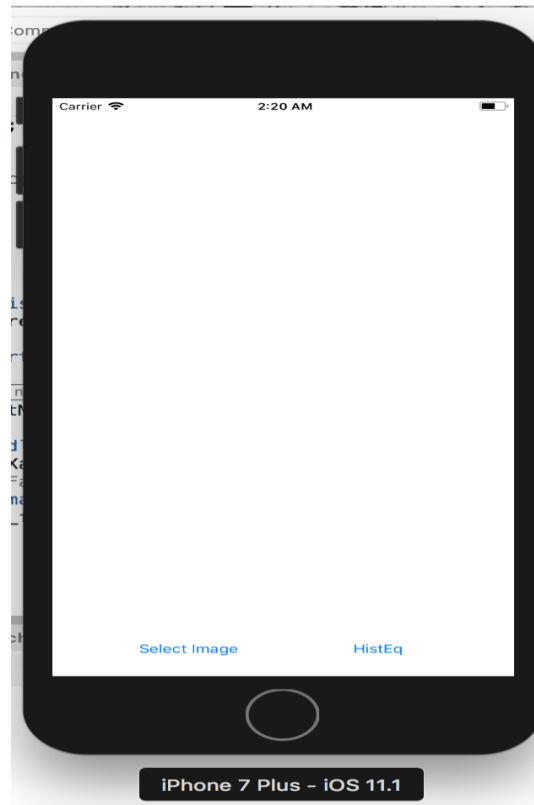 Carrier
2:20 AM
Select Image
HistEq
iPhone 7 Plus – iOS 11.1